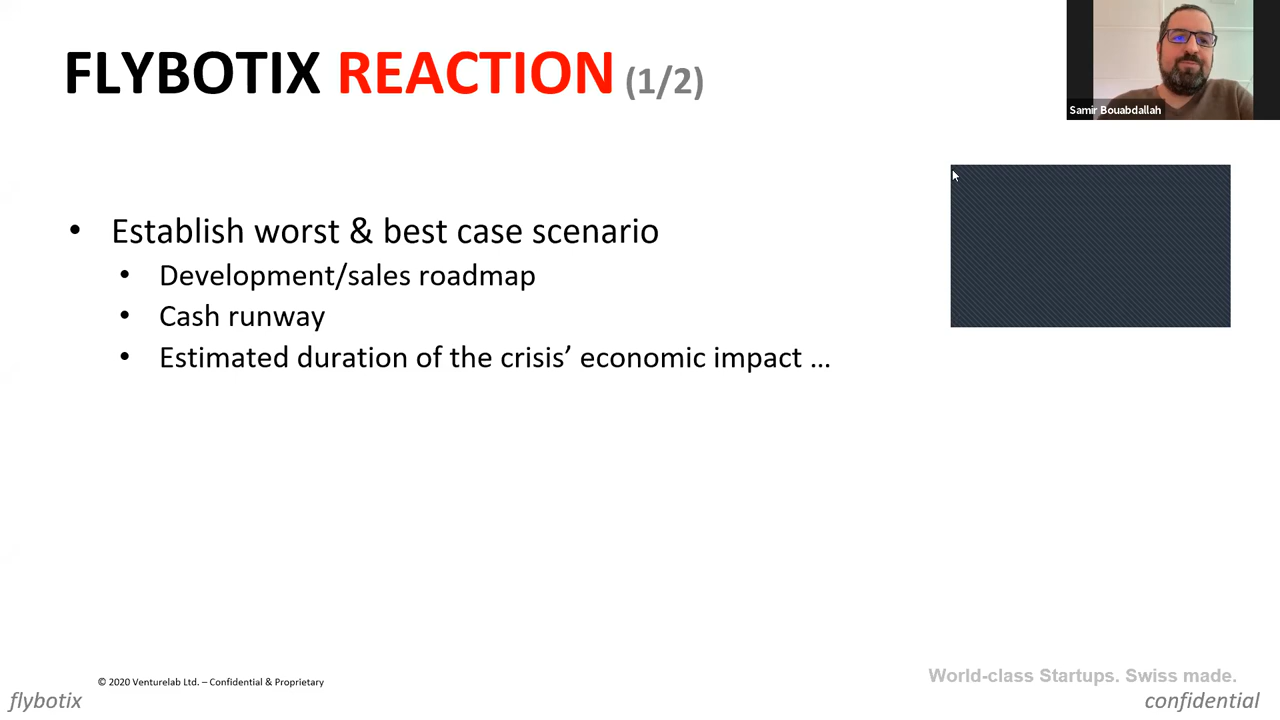 FLYBOTIX REACTION (1/2)
Samir Bouabdallah
• Establish worst & best case scenario
• Development/sales roadmap
• Cash runway
• Estimated duration of the crisis’ economic impact ...
© 2020 Venturelab Ltd. – Confidential & Proprietary
World-class Startups. Swiss made.
flybotix
confidential